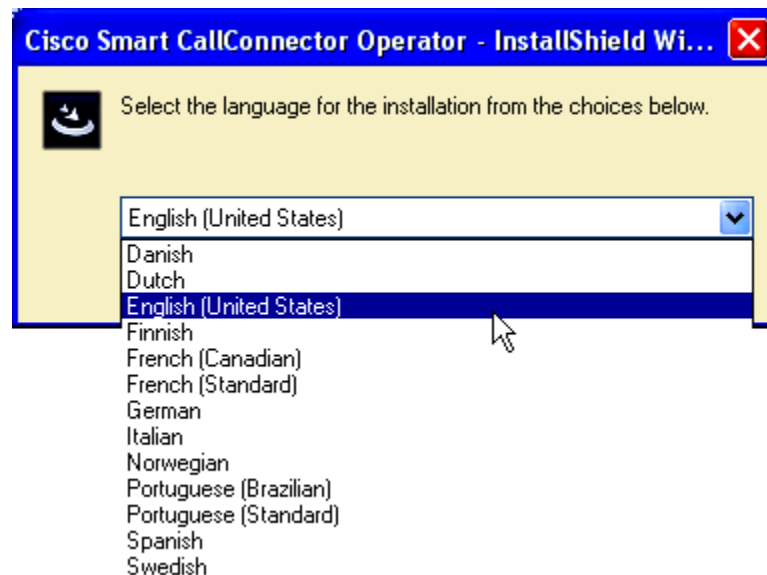 Cisco Smart CallConnector Operator - InstallShield Wi...
Select the language for the installation from the choices below.
English (United States)
Danish
Dutch
English (United States)
Finnish
French (Canadian)
French (Standard)
German
Italian
Norwegian
Portuguese (Brazilian)
Portuguese (Standard)
Spanish
Swedish